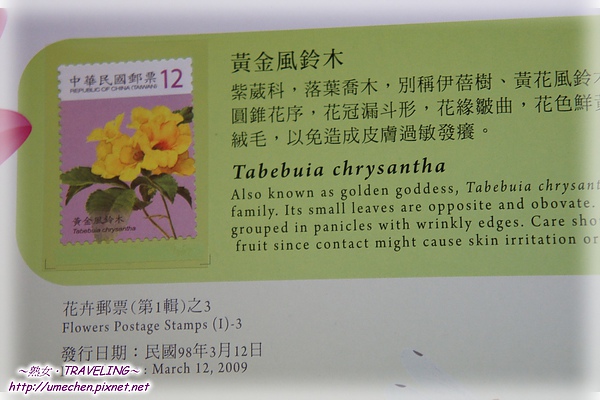 中華民國郵票 12
REPUBLIC OF CHINA (TAIWAN)
黃金風鈴木
Tabebuia chrysantha
黃金風鈴木
紫葳科，落葉喬木，別稱伊蓓樹、黃花風鈴木
圓錐花序，花冠漏斗形，花緣皺曲，花色鮮黃
絨毛，以免造成皮膚過敏發癢。
Tabebuia chrysantha
Also known as golden goddess, Tabebuia chrysant
family. Its small leaves are opposite and obovate.
grouped in panicles with wrinkly edges. Care sho
fruit since contact might cause skin irritation or
花卉郵票(第1輯)之3
Flowers Postage Stamps (I)-3
發行日期：民國98年3月12日
: March 12, 2009
～熟女‧TRAVELING～
http://umechen.pixnet.net